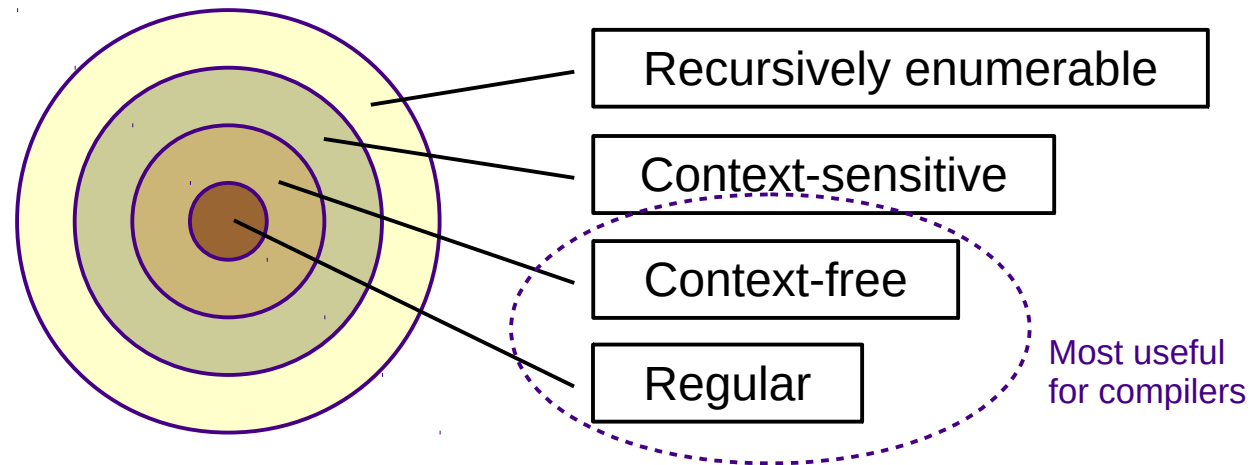 Recursively enumerable
Context-sensitive
Context-free
Regular
Most useful
for compilers